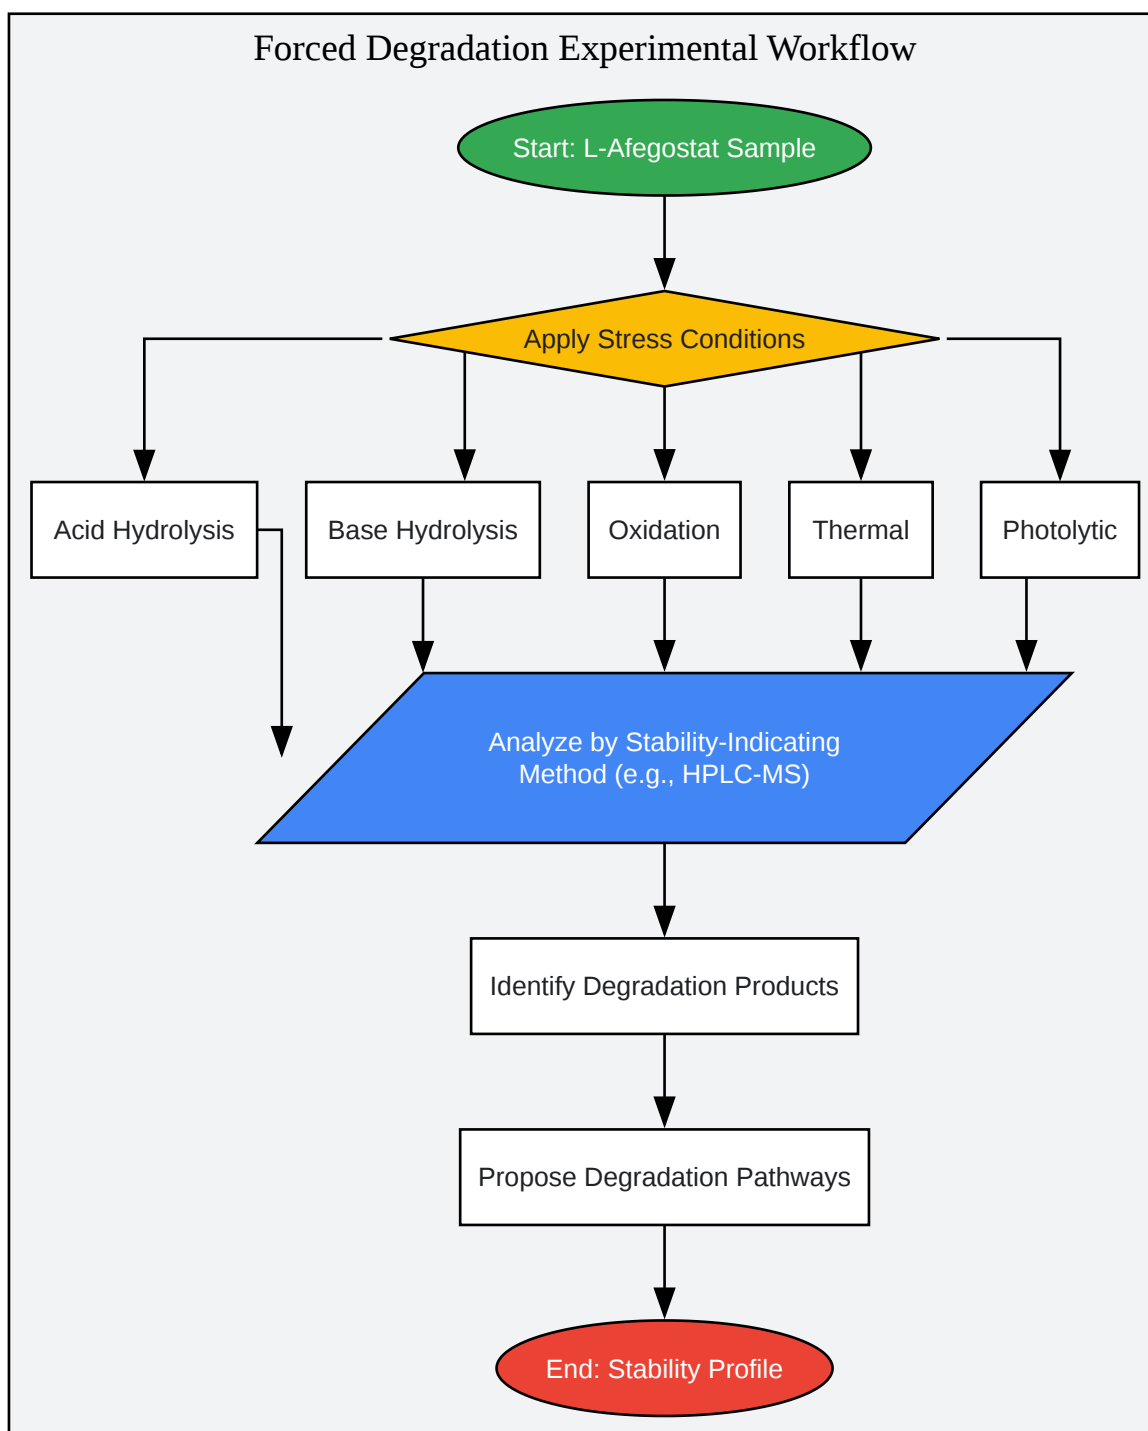 Forced Degradation Experimental Workflow
Start: L-Afegostat Sample
Apply Stress Conditions
Acid Hydrolysis
Base Hydrolysis
Oxidation
Thermal
Photolytic
Analyze by Stability-Indicating
Method (e.g., HPLC-MS)
Identify Degradation Products
Propose Degradation Pathways
End: Stability Profile